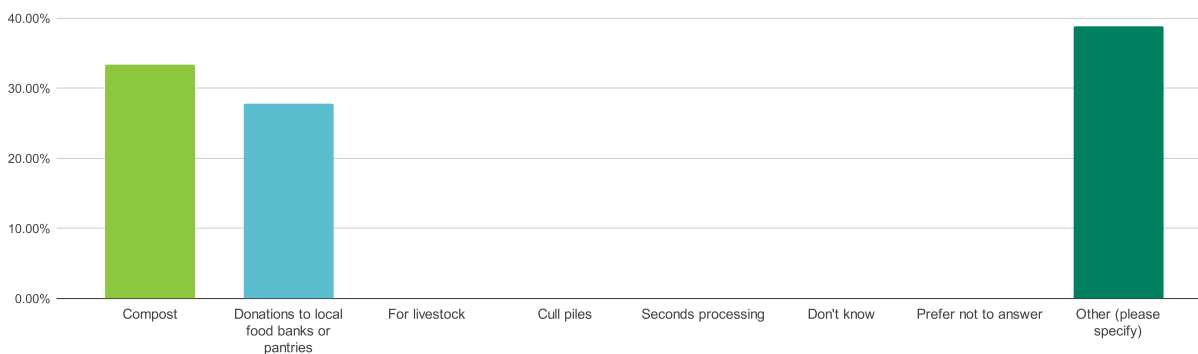 40.00%
30.00%
20.00%
10.00%
0.00%
Compost
Donations to local
food banks or
pantries
For livestock
Cull piles
Seconds processing
Don't know
Prefer not to answer
Other (please
specify)